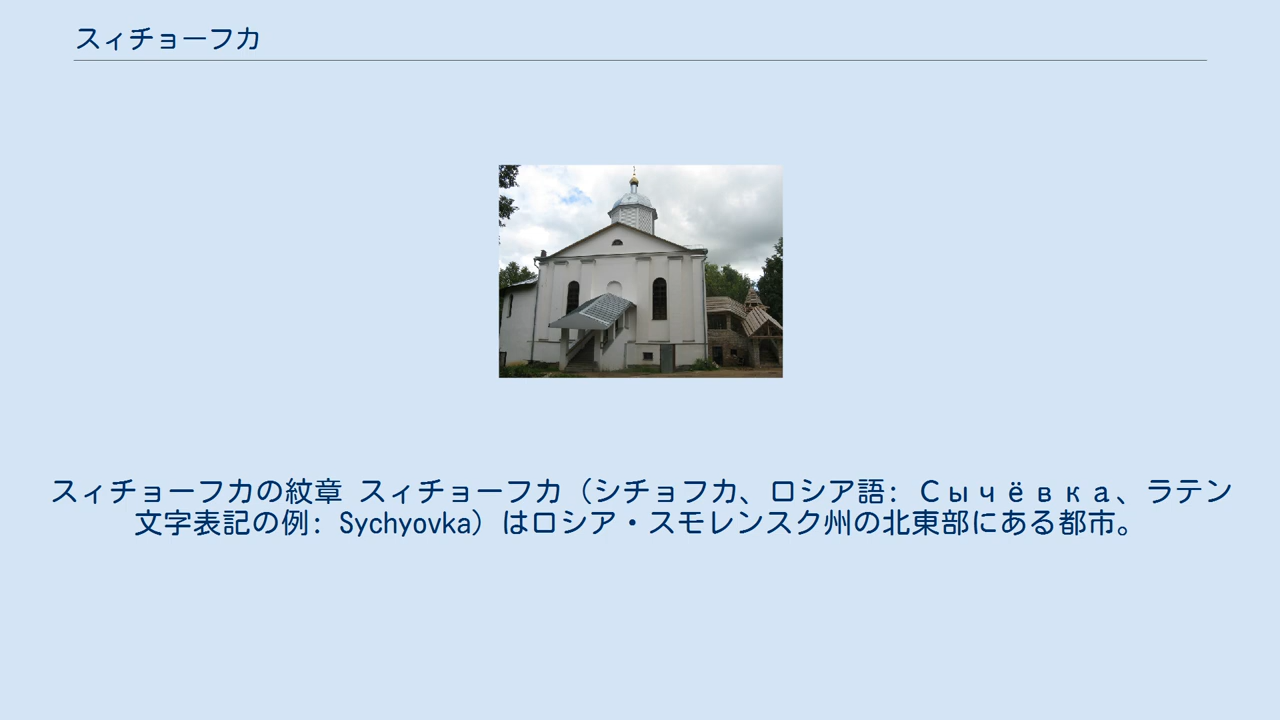 スィチョーフカ
スィチョーフカの紋章 スィチョーフカ（シチョフカ、ロシア語: Сычёвка、ラテン
文字表記の例: Sychyovka）はロシア・スモレンスク州の北東部にある都市。